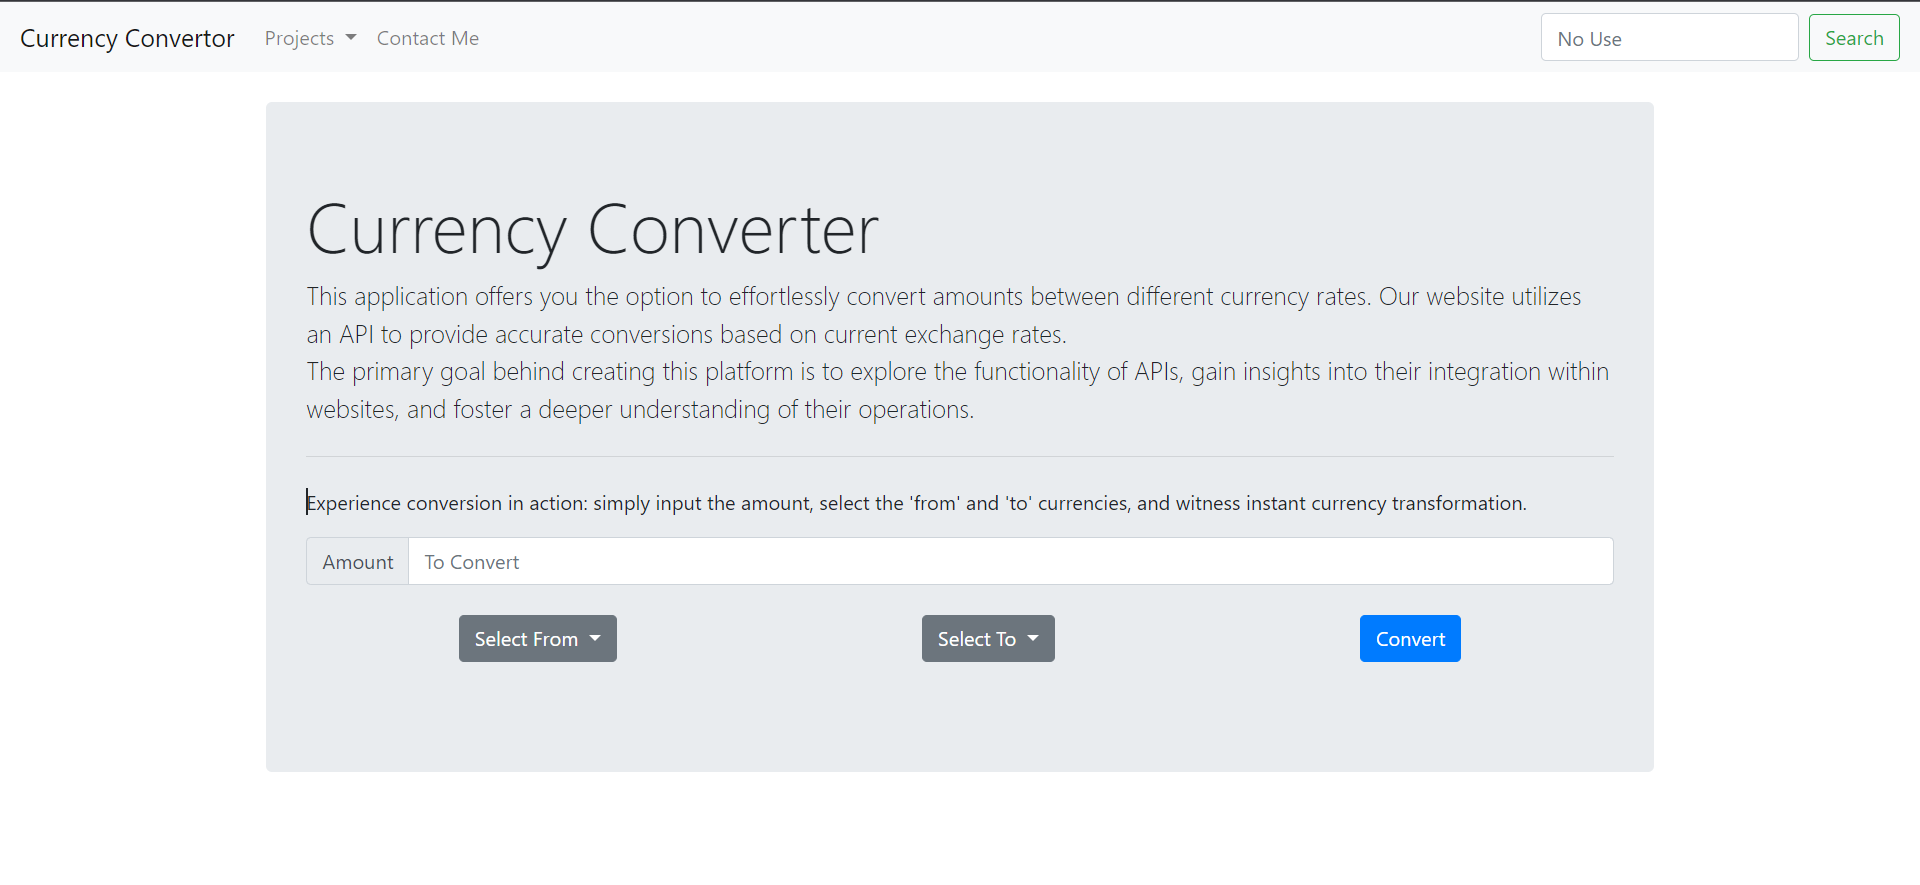 Currency Convertor
Projects
Contact Me
No Use
Search
Currency Converter
This application offers you the option to effortlessly convert amounts between different currency rates. Our website utilizes
an API to provide accurate conversions based on current exchange rates.
The primary goal behind creating this platform is to explore the functionality of APIs, gain insights into their integration within
websites, and foster a deeper understanding of their operations.
Experience conversion in action: simply input the amount, select the 'from' and 'to' currencies, and witness instant currency transformation.
Amount
To Convert
Select From
Select To
Convert